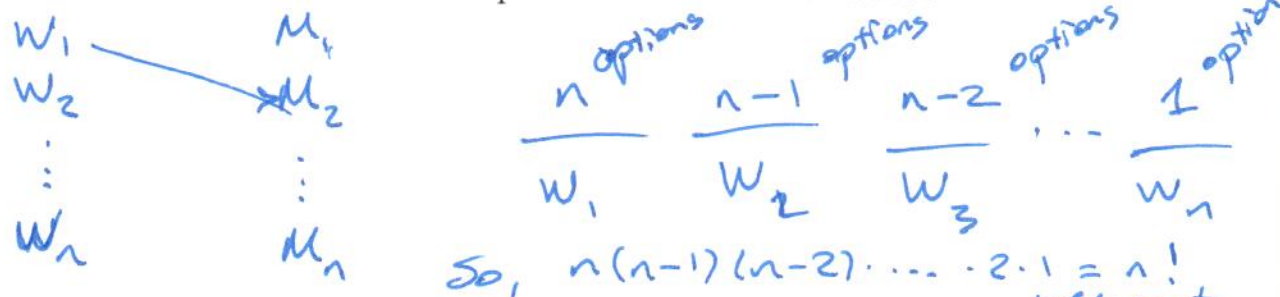 W₁ M₁ n options n-1 options n-2 options ... 1 option
W₂ M₂ W₁ W₂ W₃ Wₙ
⋮ ⋮
Wₙ Mₙ So, n(n-1)(n-2)·....·2·1 = n!